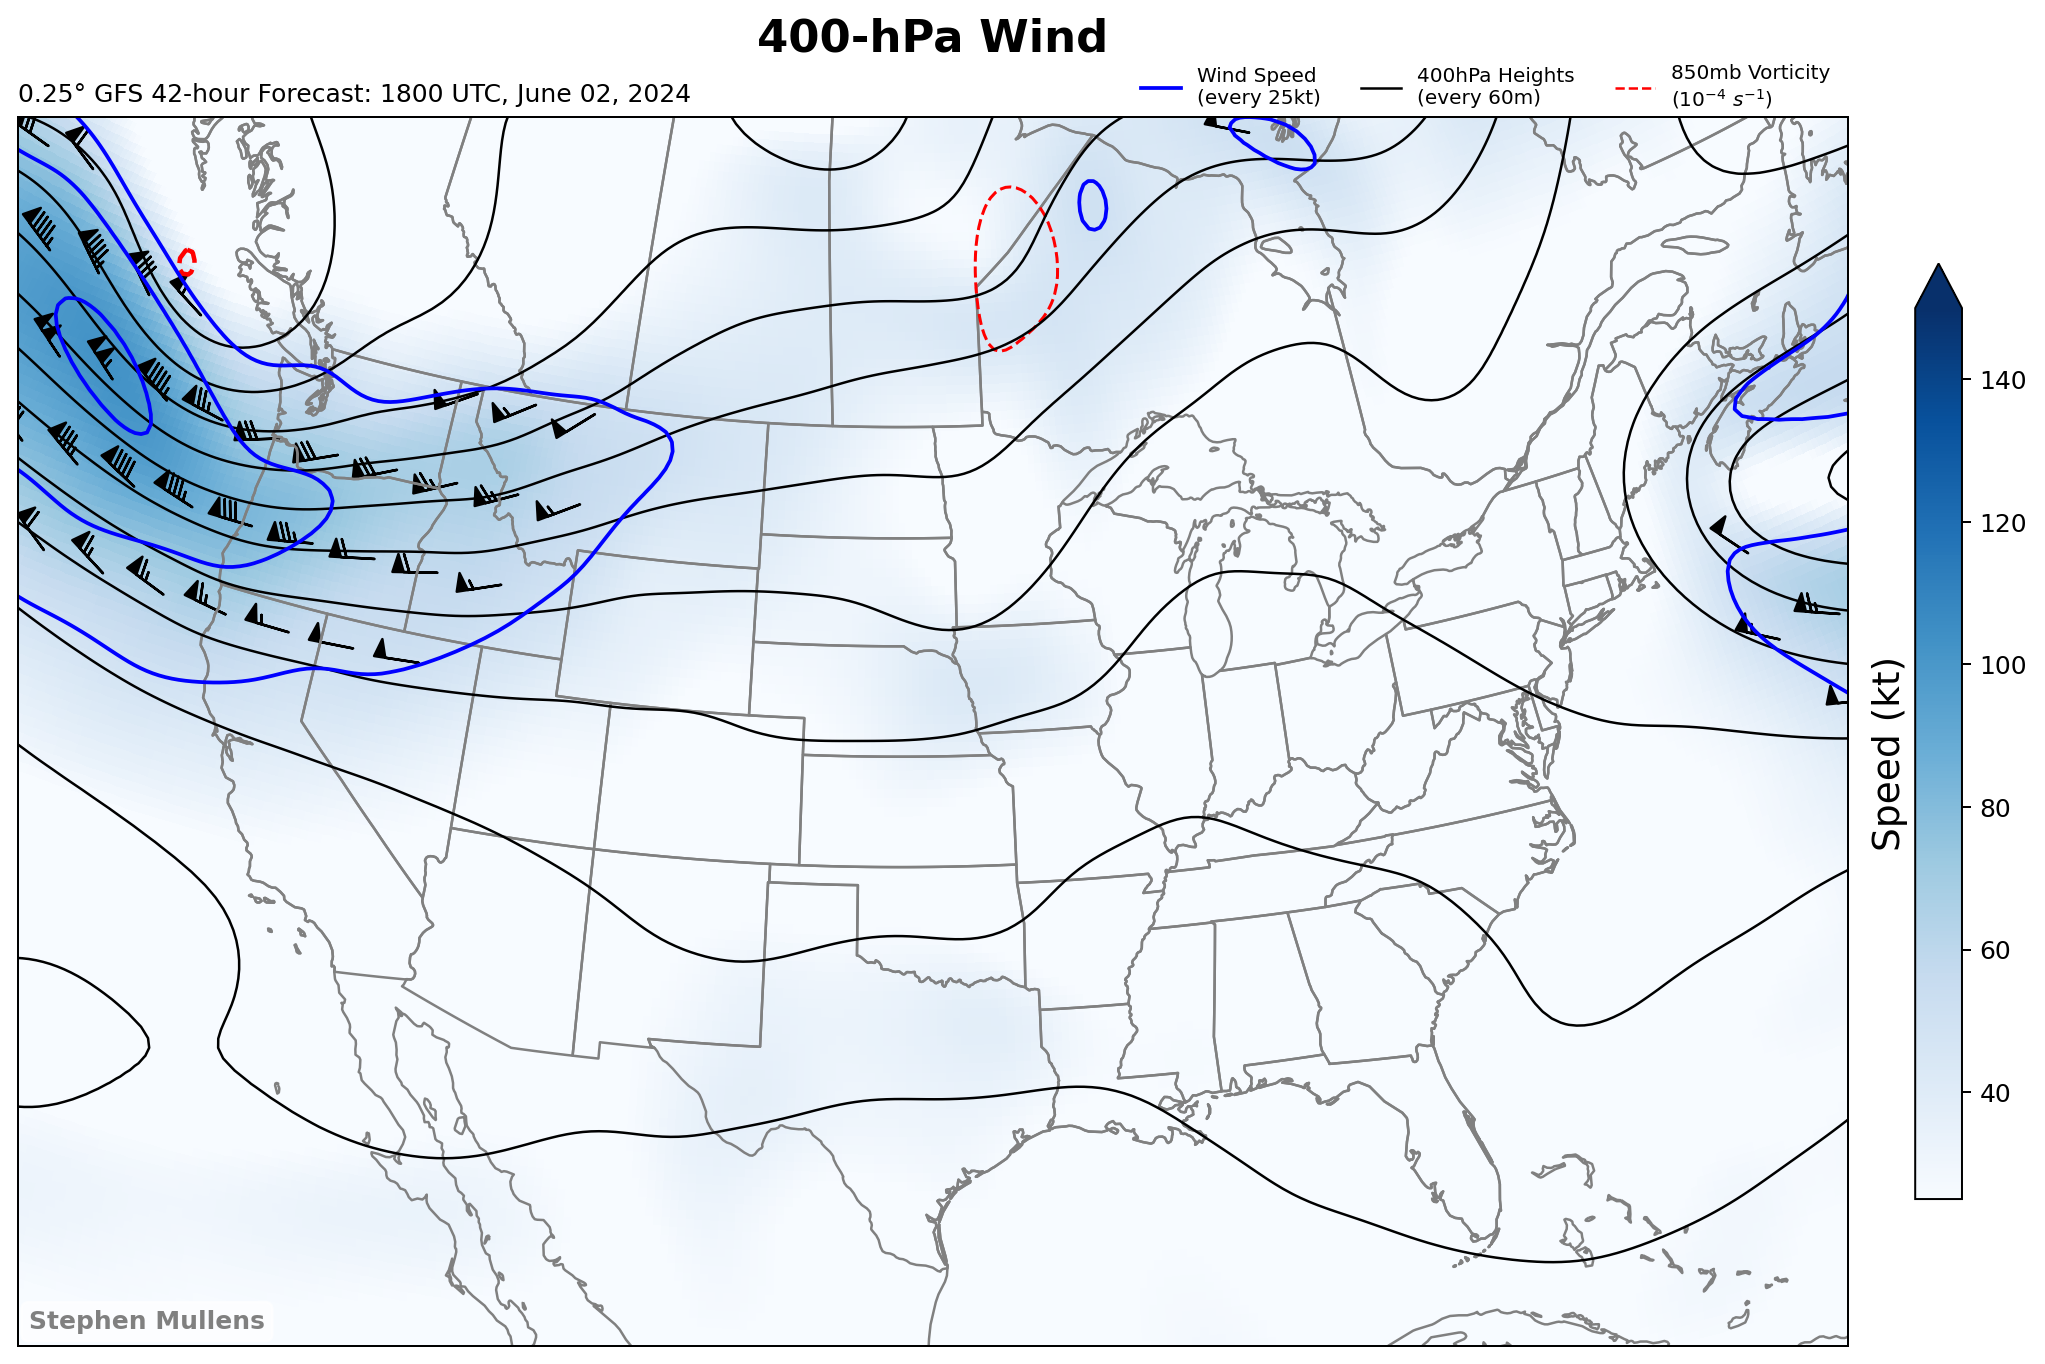 400-hPa Wind
0.25° GFS 42-hour Forecast: 1800 UTC, June 02, 2024
Wind Speed
(every 25kt)
400hPa Heights
(every 60m)
850mb Vorticity
(10⁻⁴ s⁻¹)
140
120
100
80
60
40
Speed (kt)
Stephen Mullens